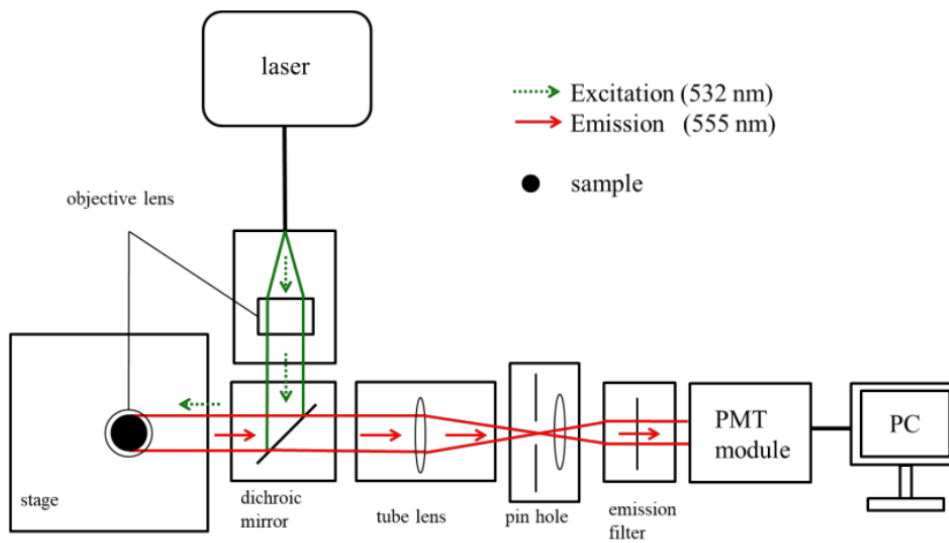 laser
Excitation (532 nm)
Emission (555 nm)
sample
objective lens
stage
dichroic
mirror
tube lens
pin hole
emission
filter
PMT
module
PC